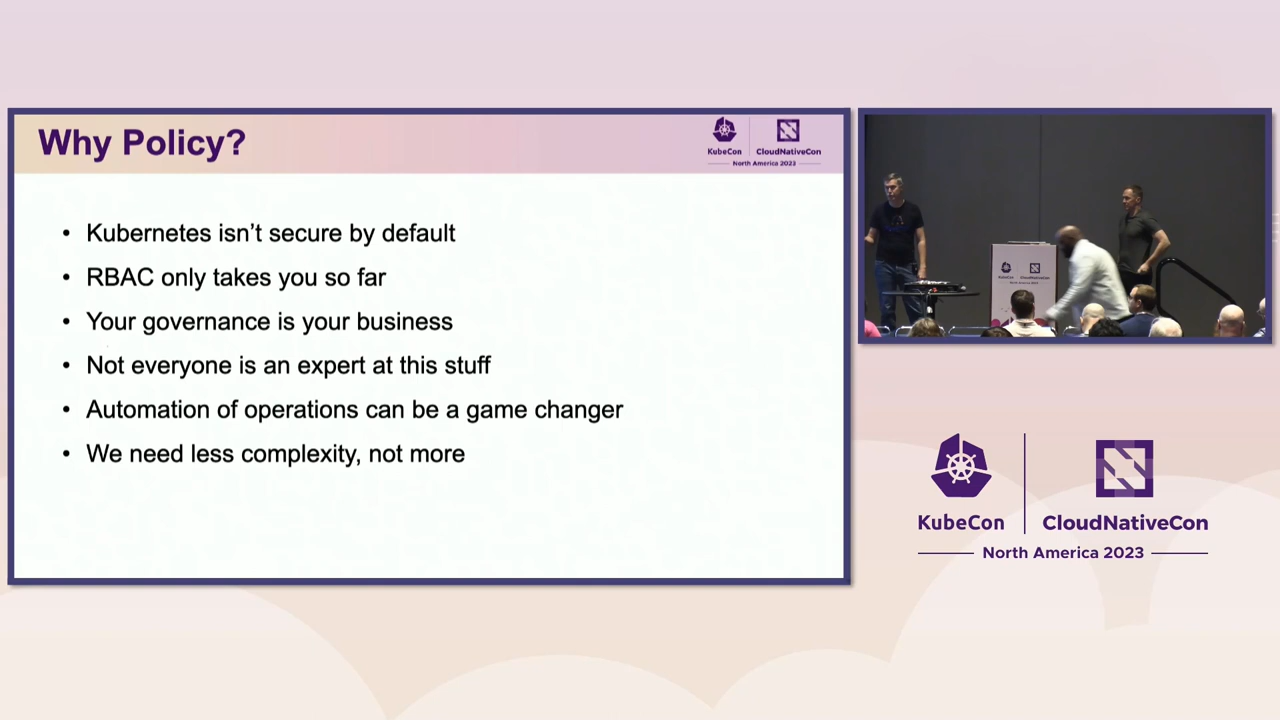 Why Policy?
KubeCon
CloudNativeCon
North America 2023
• Kubernetes isn’t secure by default
• RBAC only takes you so far
• Your governance is your business
• Not everyone is an expert at this stuff
• Automation of operations can be a game changer
• We need less complexity, not more
KubeCon
CloudNativeCon
KubeCon
CloudNativeCon
North America 2023